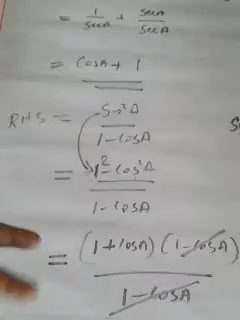 = 1/SecA + SecA/SecA
= CosA + 1
RHS = Sin²A / 1-CosA
= 1²-Cos²A / 1-CosA
= (1+CosA) (1-CosA) / 1-CosA